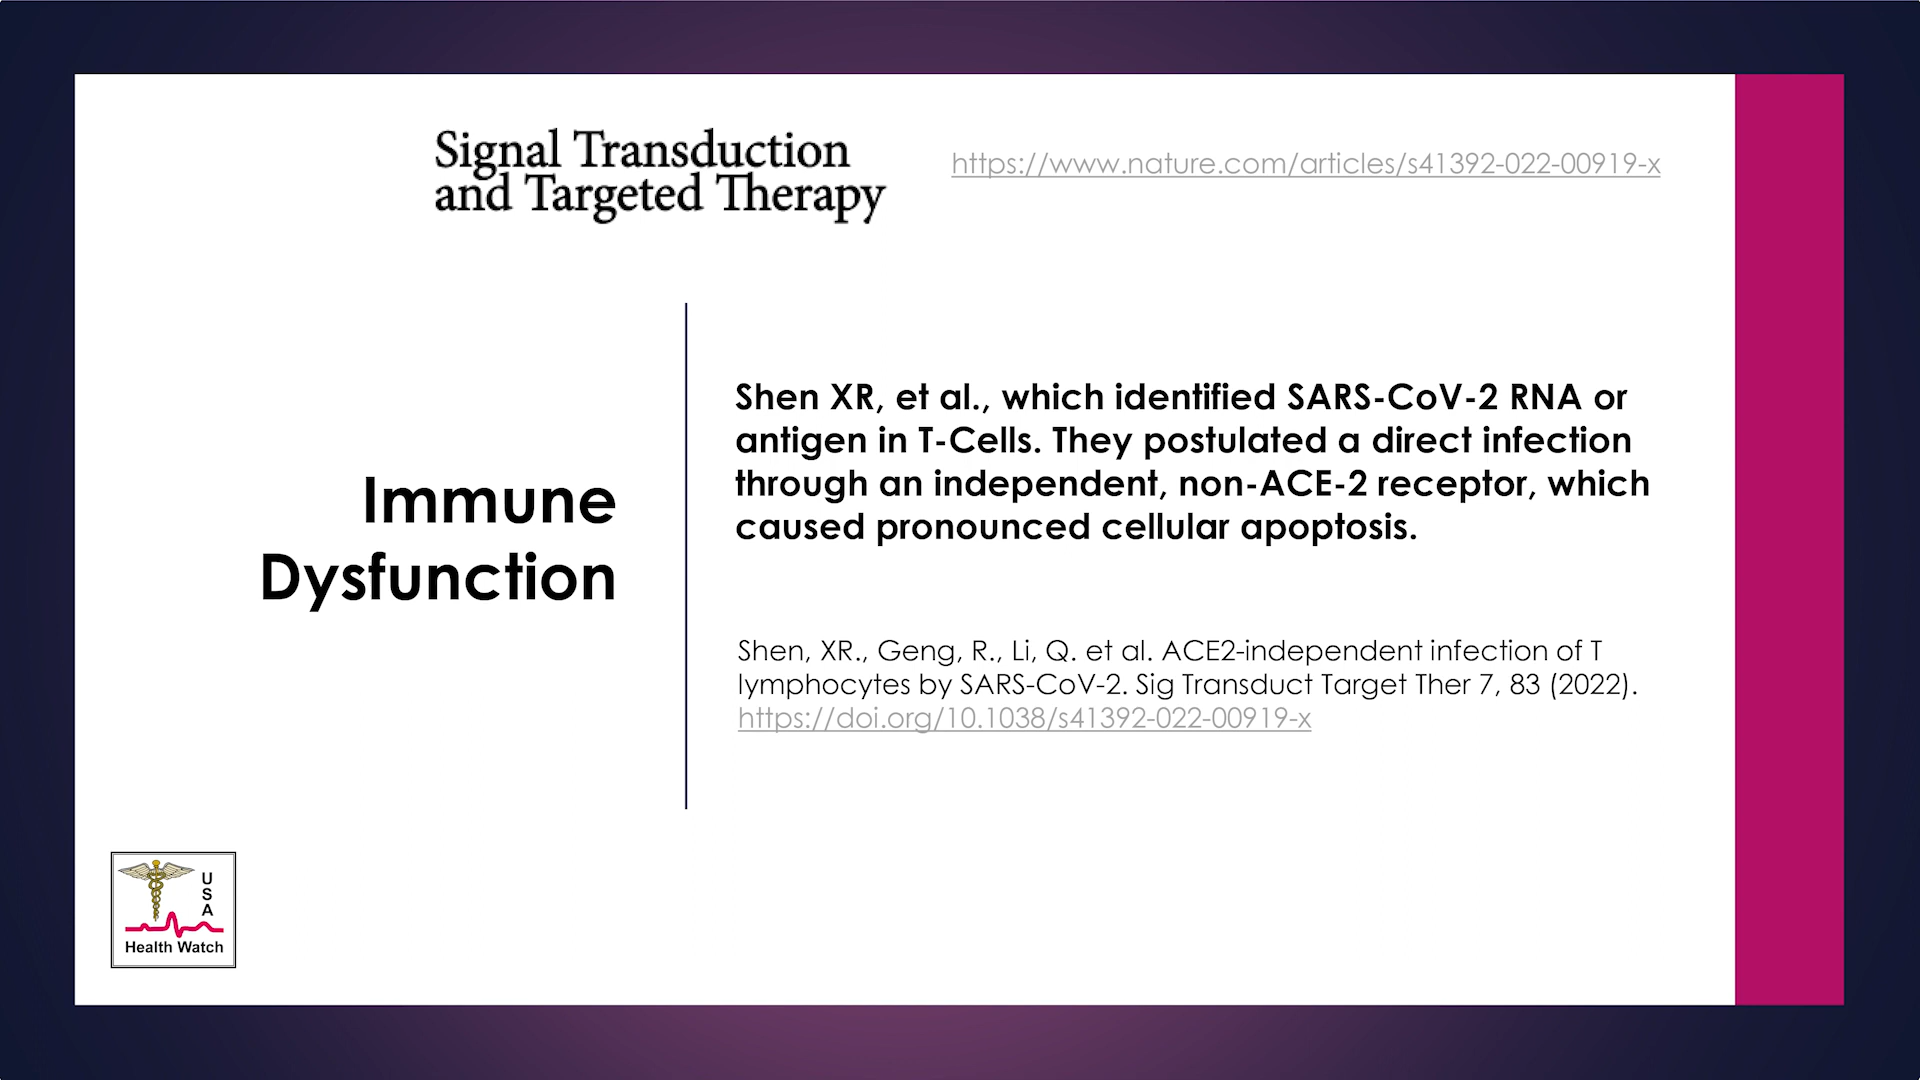 Signal Transduction
and Targeted Therapy
https://www.nature.com/articles/s41392-022-00919-x
Immune
Dysfunction
Shen XR, et al., which identified SARS-CoV-2 RNA or
antigen in T-Cells. They postulated a direct infection
through an independent, non-ACE-2 receptor, which
caused pronounced cellular apoptosis.
Shen, XR., Geng, R., Li, Q. et al. ACE2-independent infection of T
lymphocytes by SARS-CoV-2. Sig Transduct Target Ther 7, 83 (2022).
https://doi.org/10.1038/s41392-022-00919-x
USA
Health Watch